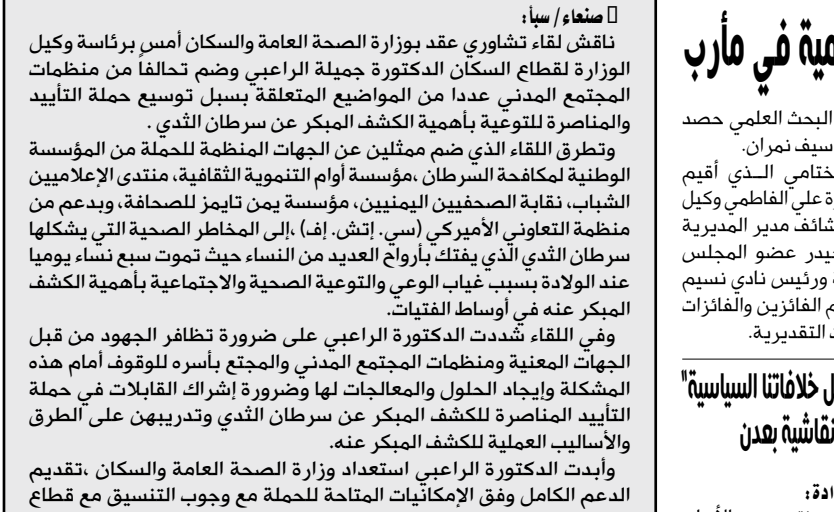 صنعاء / سبأ :
ناقش لقاء تشاوري عقد بوزارة الصحة العامة والسكان أمس برئاسة وكيل
الوزارة لقطاع السكان الدكتورة جميلة الراعبي وضم تحالفاً من منظمات
المجتمع المدني عددا من المواضيع المتعلقة بسبل توسيع حملة التأييد
والمناصرة للتوعية بأهمية الكشف المبكر عن سرطان الثدي .
وتطرق اللقاء الذي ضم ممثلين عن الجهات المنظمة للحملة من المؤسسة
الوطنية لمكافحة السرطان ،مؤسسة أوام التنموية الثقافية، منتدى الإعلاميين
الشباب، نقابة الصحفيين اليمنيين، مؤسسة يمن تايمز للصحافة، وبدعم من
منظمة التعاوني الأميركي (سي. إتش. إف) ،إلى المخاطر الصحية التي يشكلها
سرطان الثدي الذي يفتك بأرواح العديد من النساء حيث تموت سبع نساء يوميا
عند الولادة بسبب غياب الوعي والتوعية الصحية والاجتماعية بأهمية الكشف
المبكر عنه في أوساط الفتيات.
وفي اللقاء شددت الدكتورة الراعبي على ضرورة تظافر الجهود من قبل
الجهات المعنية ومنظمات المجتمع المدني والمجتع بأسره للوقوف أمام هذه
المشكلة وإيجاد الحلول والمعالجات لها وضرورة إشراك القابلات في حملة
التأييد المناصرة للكشف المبكر عن سرطان الثدي وتدريبهن على الطرق
والأساليب العملية للكشف المبكر عنه.
وأبدت الدكتورة الراعبي استعداد وزارة الصحة العامة والسكان ،تقديم
الدعم الكامل وفق الإمكانيات المتاحة للحملة مع وجوب التنسيق مع قطاع
في مأرب
البحث العلمي حصد
سيف نمران.
الــذي أقيم
علي الفاطمي وكيل
شائف مدير المديرية
عضو المجلس
ورئيس نادي نسيم
الفائزين والفائزات
التقديرية.
خلافاتنا السياسية"
نقاشية بعدن